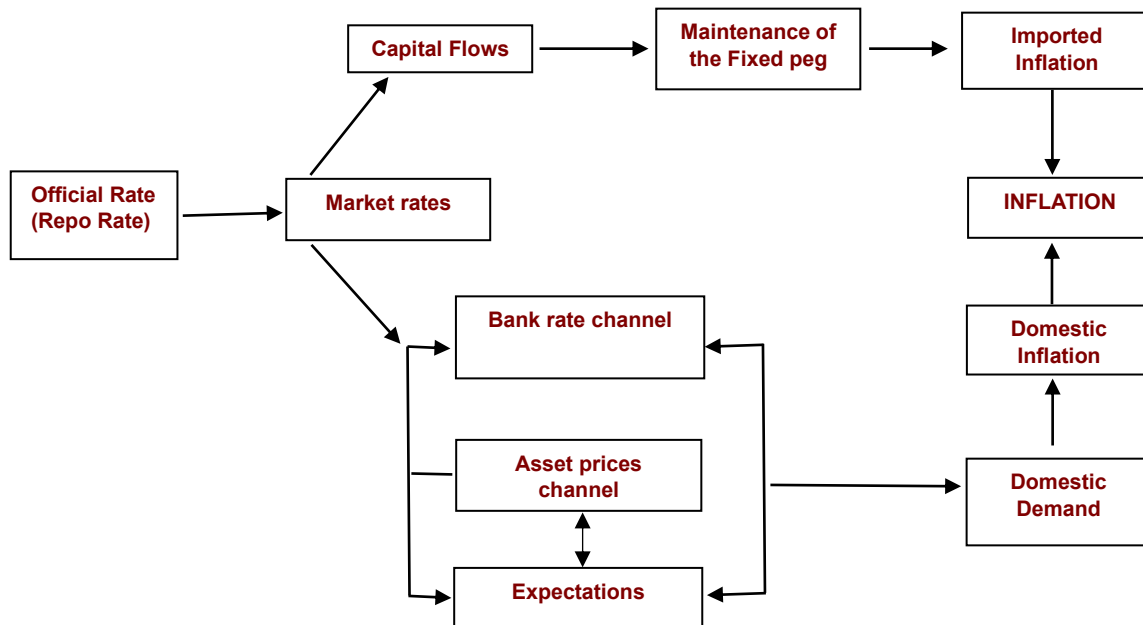 Capital Flows
Maintenance of
the Fixed peg
Imported
Inflation
Official Rate
(Repo Rate)
Market rates
INFLATION
Bank rate channel
Domestic
Inflation
Asset prices
channel
Domestic
Demand
Expectations